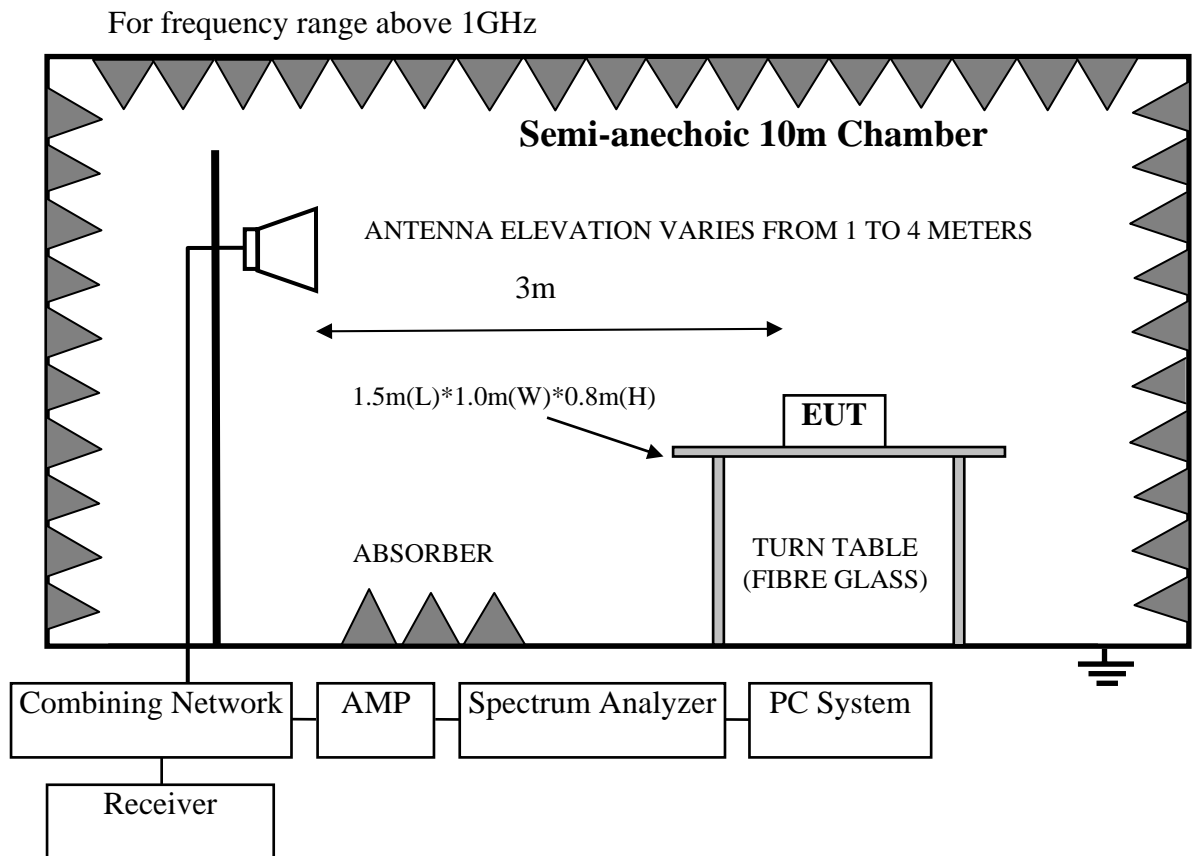 For frequency range above 1GHz
Semi-anechoic 10m Chamber
ANTENNA ELEVATION VARIES FROM 1 TO 4 METERS
3m
1.5m(L)*1.0m(W)*0.8m(H)
EUT
ABSORBER
TURN TABLE
(FIBRE GLASS)
Combining Network
AMP
Spectrum Analyzer
PC System
Receiver